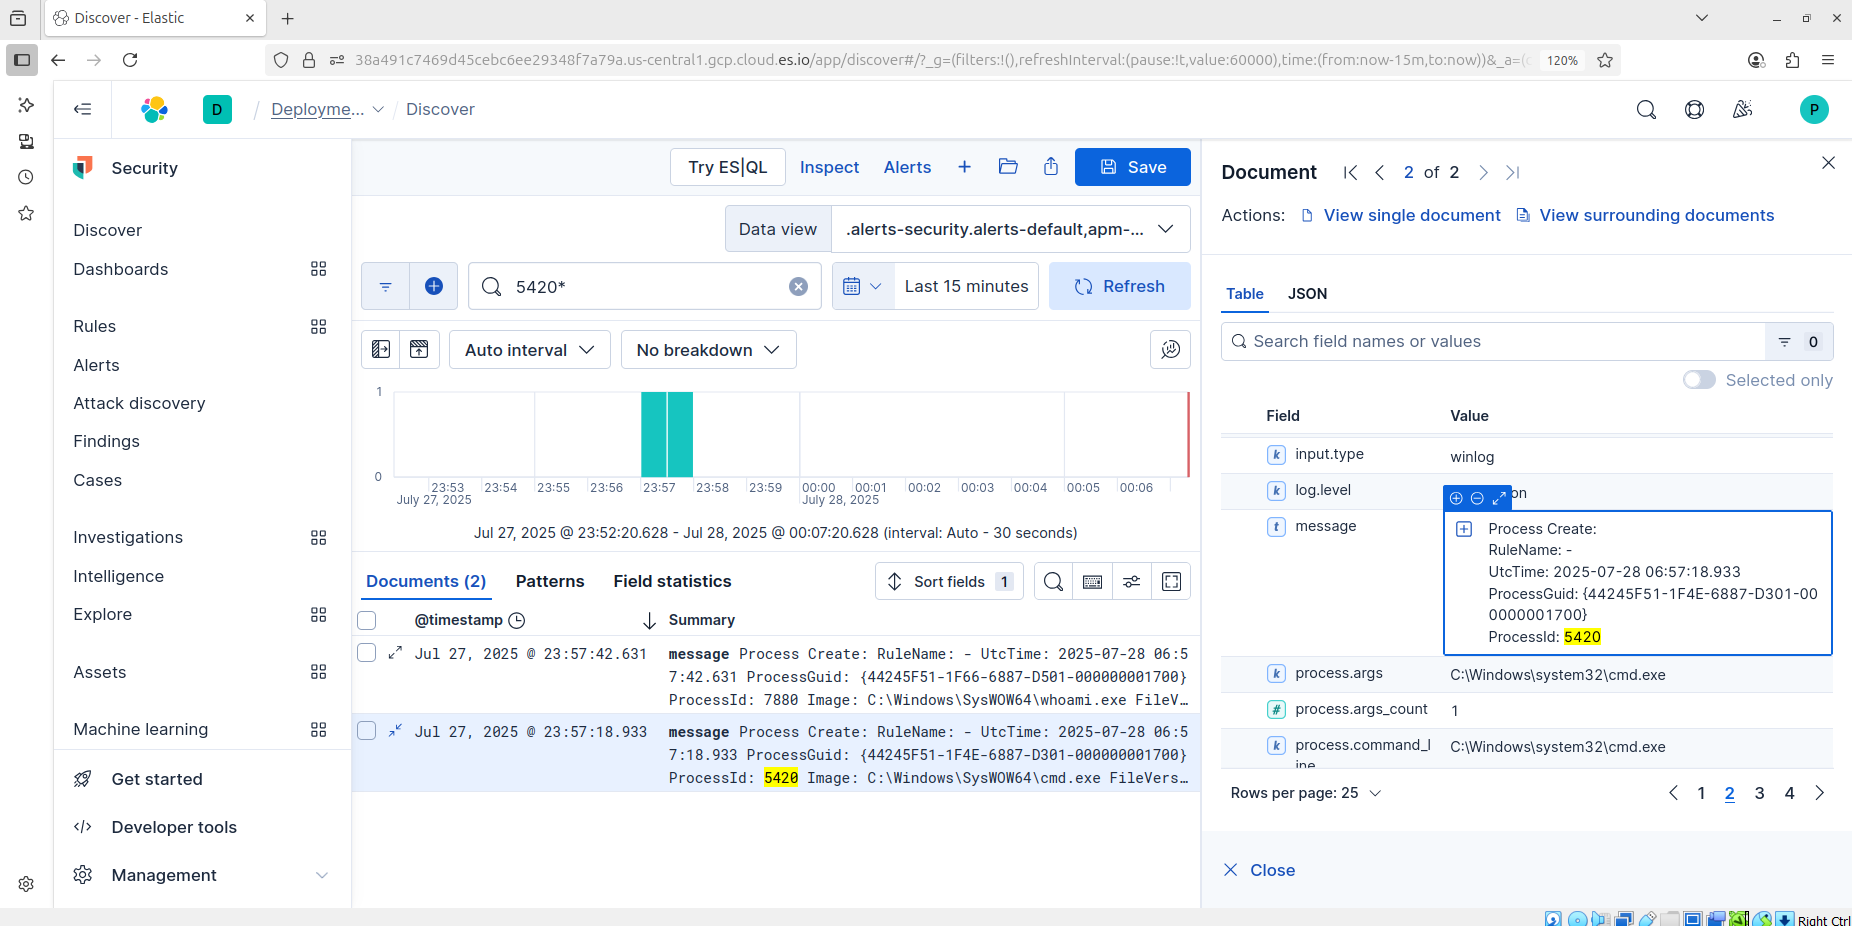 Discover - Elastic
38a491c7469d45cebc6ee29348f7a79a.us-central1.gcp.cloud.es.io/app/discover#/?_g=(filters:!(),refreshInterval:(pause:!t,value:60000),time:(from:now-15m,to:now))&_a=(
120%
D
/ Deployme... / Discover
P
Security
Discover
Dashboards
Rules
Alerts
Attack discovery
Findings
Cases
Investigations
Intelligence
Explore
Assets
Machine learning
Get started
Developer tools
Management
Try ES|QL
Inspect
Alerts
Save
Data view
.alerts-security.alerts-default,apm-...
5420*
Last 15 minutes
Refresh
Auto interval
No breakdown
1
0
23:53 23:54 23:55 23:56 23:57 23:58 23:59 00:00 00:01 00:02 00:03 00:04 00:05 00:06
July 27, 2025 July 28, 2025
Jul 27, 2025 @ 23:52:20.628 - Jul 28, 2025 @ 00:07:20.628 (interval: Auto - 30 seconds)
Documents (2)
Patterns
Field statistics
Sort fields 1
@timestamp
Summary
Jul 27, 2025 @ 23:57:42.631
message Process Create: RuleName: - UtcTime: 2025-07-28 06:5
7:42.631 ProcessGuid: {44245F51-1F66-6887-D501-000000001700}
ProcessId: 7880 Image: C:\Windows\SysWOW64\whoami.exe FileV…
Jul 27, 2025 @ 23:57:18.933
message Process Create: RuleName: - UtcTime: 2025-07-28 06:5
7:18.933 ProcessGuid: {44245F51-1F4E-6887-D301-000000001700}
ProcessId: 5420 Image: C:\Windows\SysWOW64\cmd.exe FileVers…
Document
2 of 2
Actions:
View single document
View surrounding documents
Table
JSON
Search field names or values
0
Selected only
Field
Value
k input.type
winlog
k log.level
on
t message
Process Create:
RuleName: -
UtcTime: 2025-07-28 06:57:18.933
ProcessGuid: {44245F51-1F4E-6887-D301-00
0000001700}
ProcessId: 5420
k process.args
C:\Windows\system32\cmd.exe
# process.args_count
1
k process.command_l
ine
C:\Windows\system32\cmd.exe
Rows per page: 25
1 2 3 4
Close
Right Ctrl